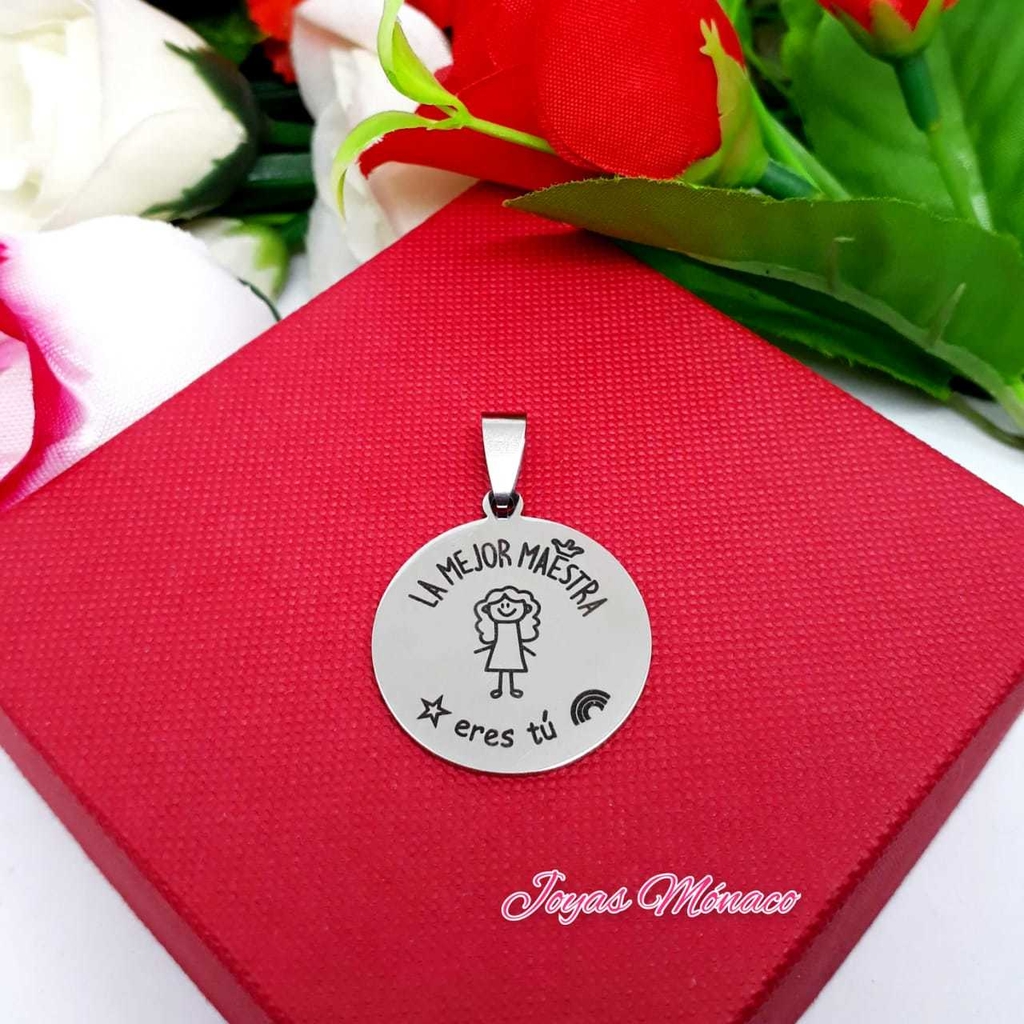 LA MEJOR MAESTRA
eres tú
Joyas Mónaco